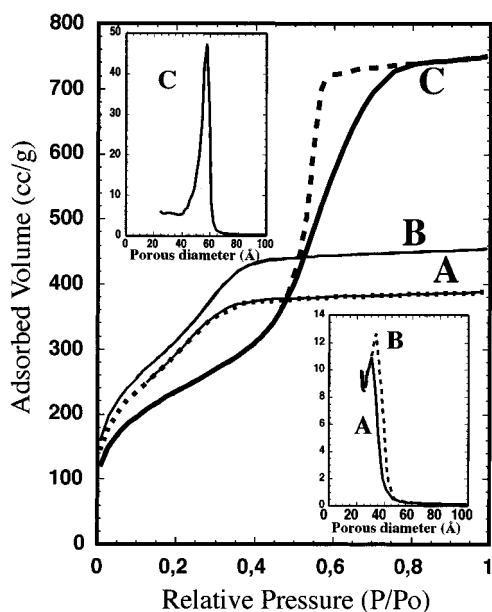 800
700
600
500
400
300
200
100
0
Adsorbed Volume (cc/g)
0
0,2
0,4
0,6
0,8
1
Relative Pressure (P/Po)
C
B
A
50
40
30
20
10
0
C
0 20 40 60 80 100
Porous diameter (Å)
14
12
10
8
6
4
2
0
B
A
0 20 40 60 80 100
Porous diameter (Å)